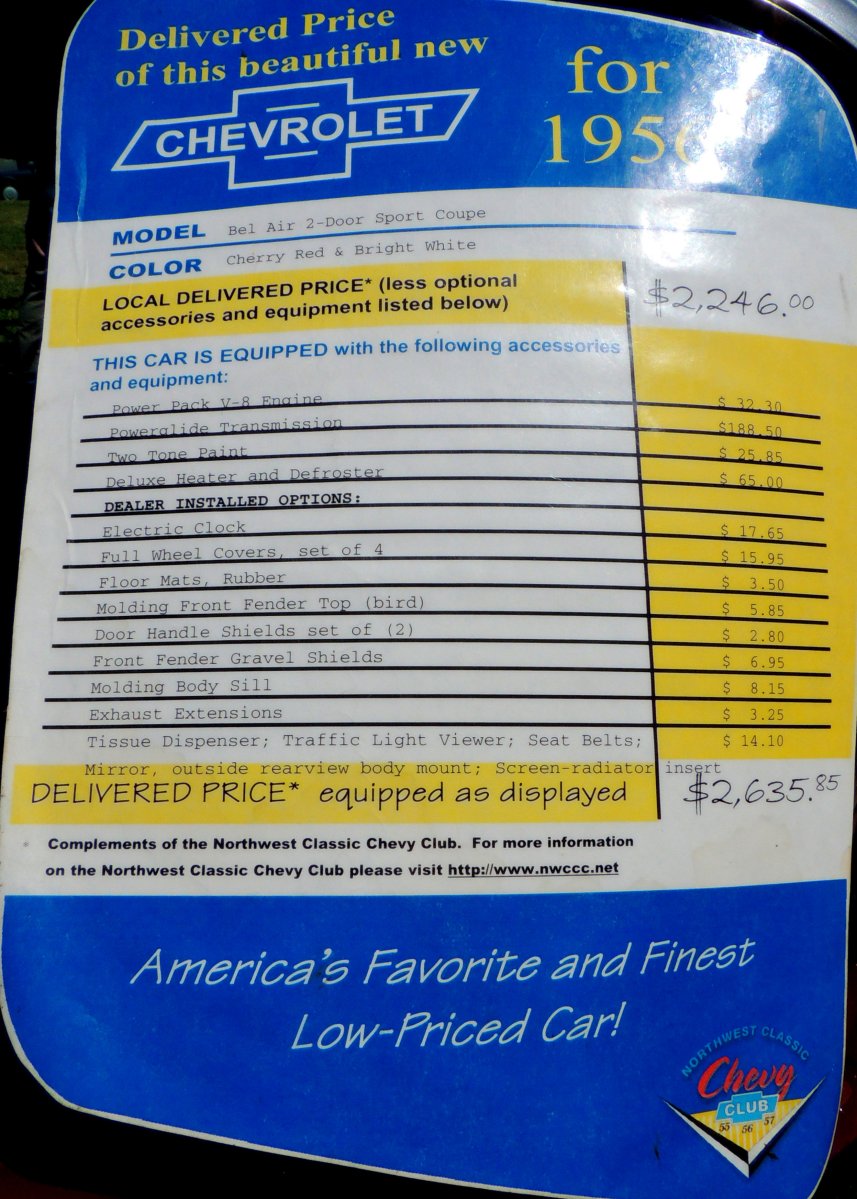 Delivered Price
of this beautiful new
CHEVROLET
for
1956
MODEL Bel Air 2-Door Sport Coupe
COLOR Cherry Red & Bright White
LOCAL DELIVERED PRICE* (less optional
accessories and equipment listed below)
$2,246.00
THIS CAR IS EQUIPPED with the following accessories
and equipment:
Power Pack V-8 Engine $ 32.30
Powerglide Transmission $188.50
Two Tone Paint $ 25.85
Deluxe Heater and Defroster $ 65.00
DEALER INSTALLED OPTIONS:
Electric Clock $ 17.65
Full Wheel Covers, set of 4 $ 15.95
Floor Mats, Rubber $ 3.50
Molding Front Fender Top (bird) $ 5.85
Door Handle Shields set of (2) $ 2.80
Front Fender Gravel Shields $ 6.95
Molding Body Sill $ 8.15
Exhaust Extensions $ 3.25
Tissue Dispenser; Traffic Light Viewer; Seat Belts; $ 14.10
Mirror, outside rearview body mount; Screen-radiator insert
DELIVERED PRICE* equipped as displayed $2,635.85
* Complements of the Northwest Classic Chevy Club. For more information
on the Northwest Classic Chevy Club please visit http://www.nwccc.net
America's Favorite and Finest
Low-Priced Car!
NORTHWEST CLASSIC
Chevy
CLUB
55 56 57